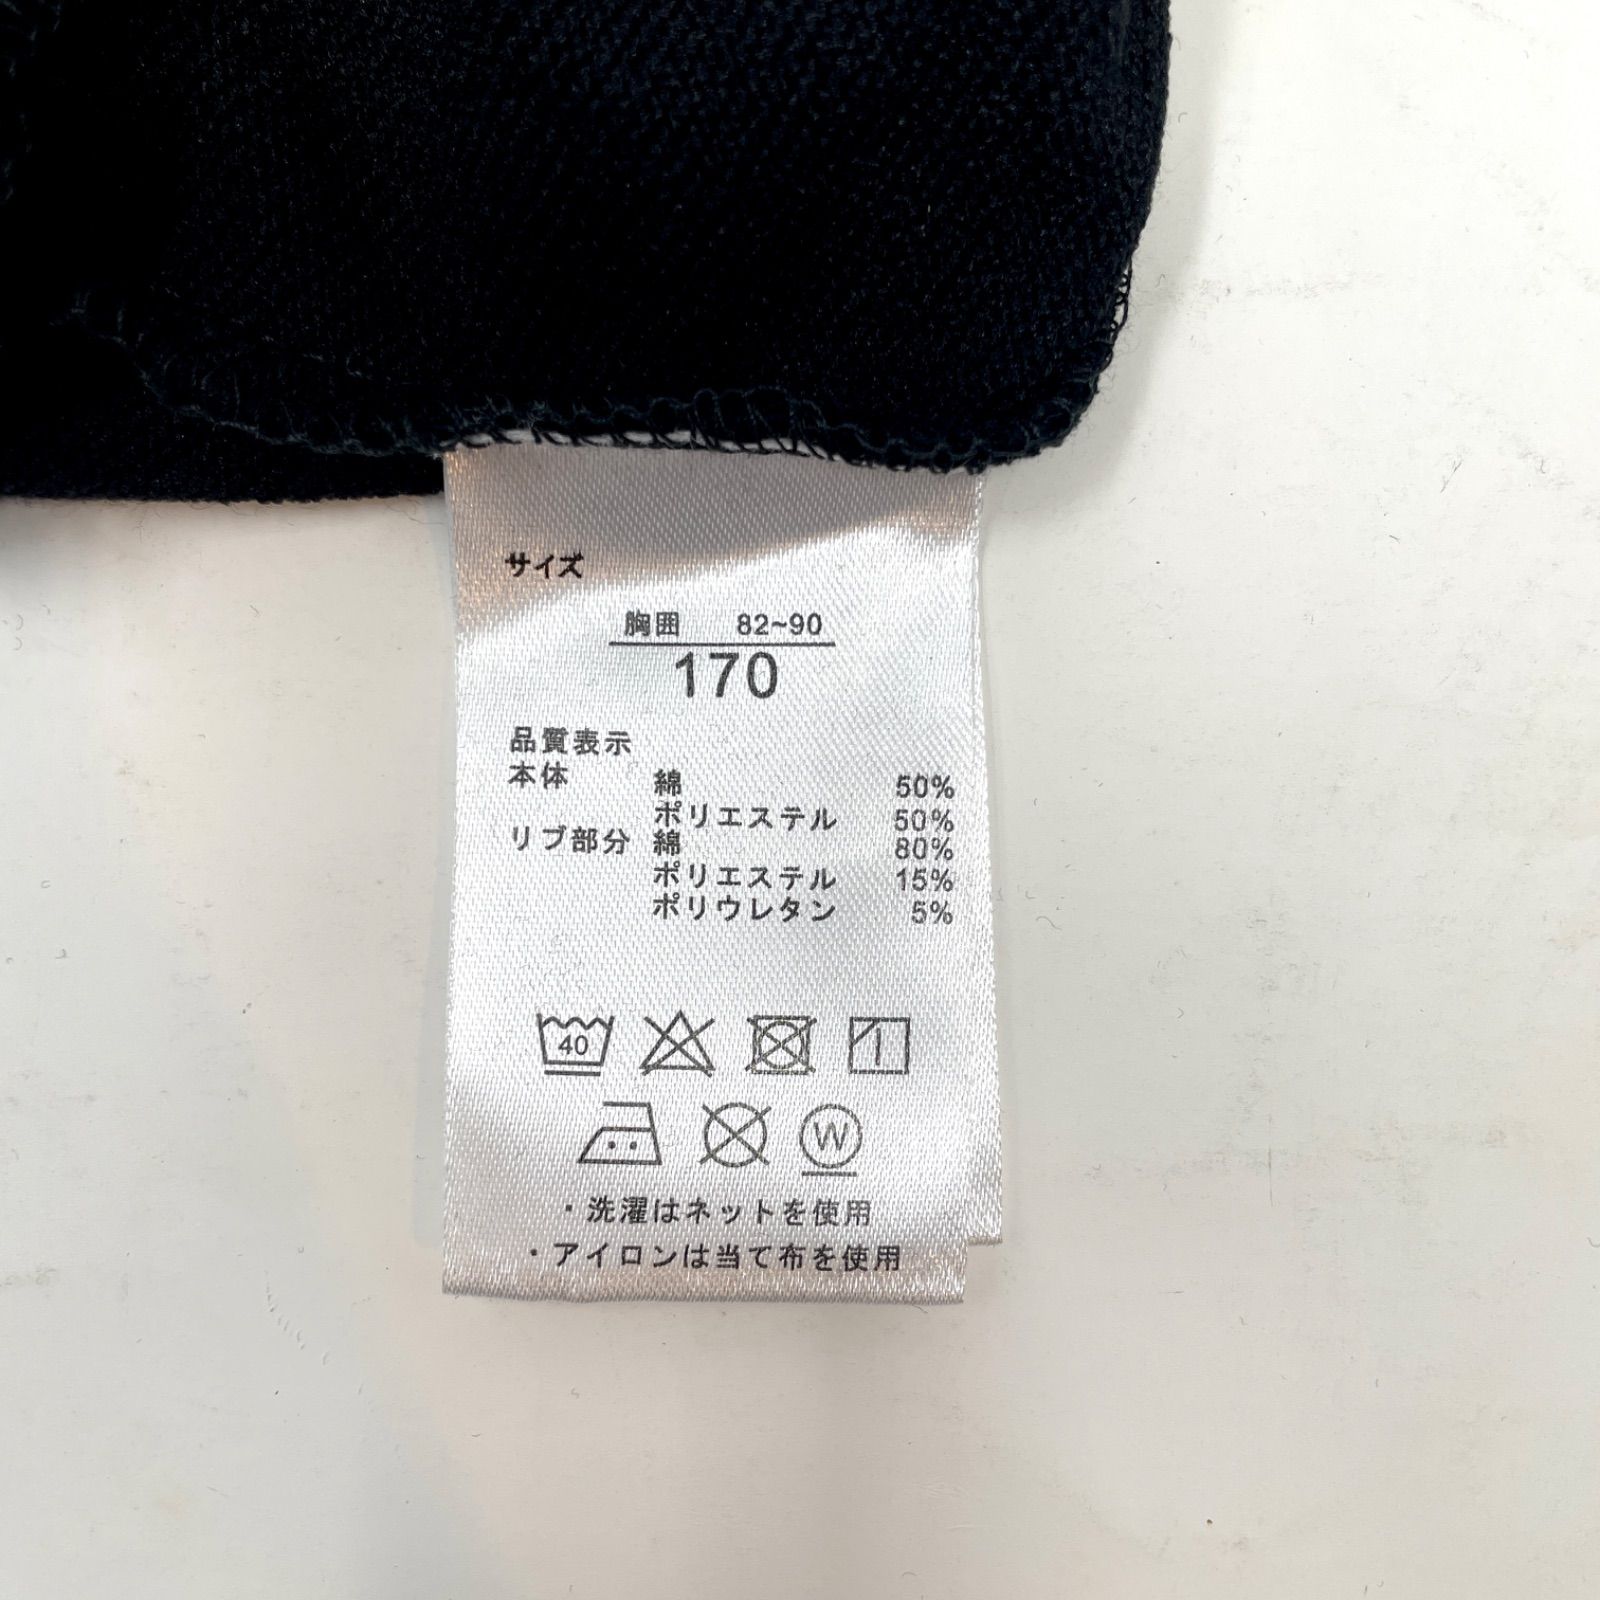 サイズ
胸囲 82~90
170
品質表示
本体 綿 50%
ポリエステル 50%
リブ部分 綿 80%
ポリエステル 15%
ポリウレタン 5%
40
W
・洗濯はネットを使用
・アイロンは当て布を使用